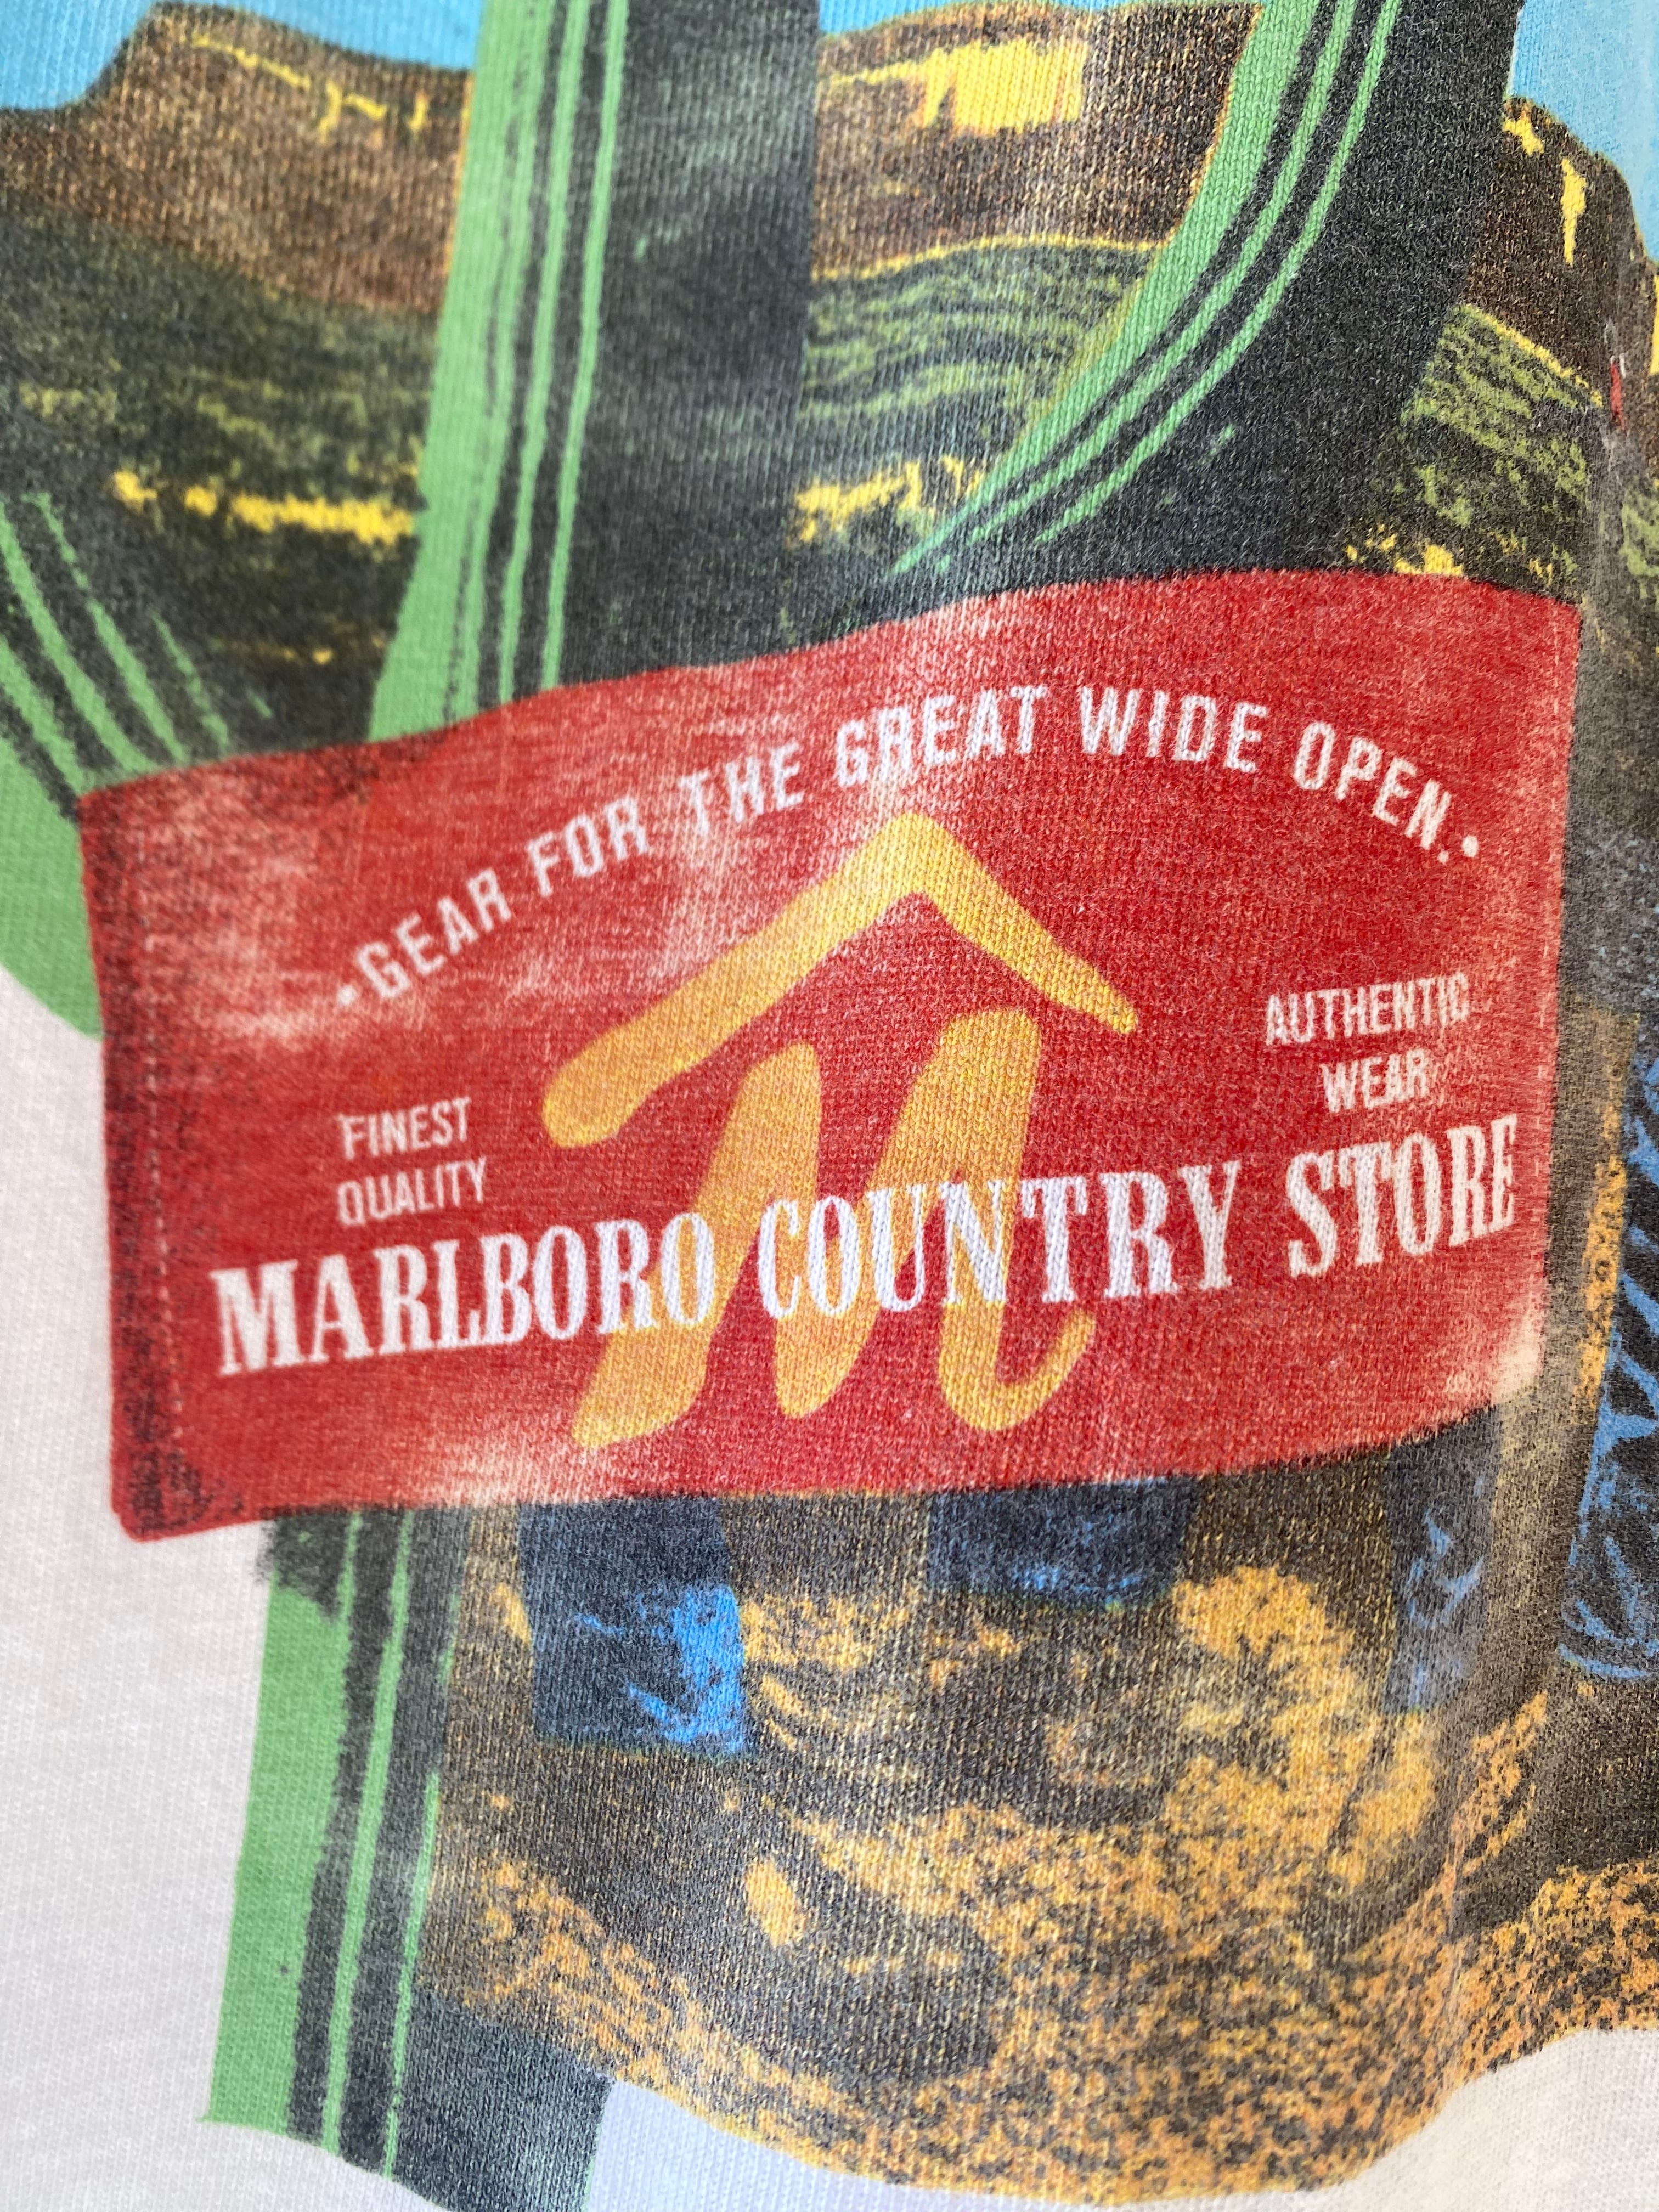 •GEAR FOR THE GREAT WIDE OPEN.•
FINEST
QUALITY
AUTHENTIC
WEAR
M
MARLBORO COUNTRY STORE